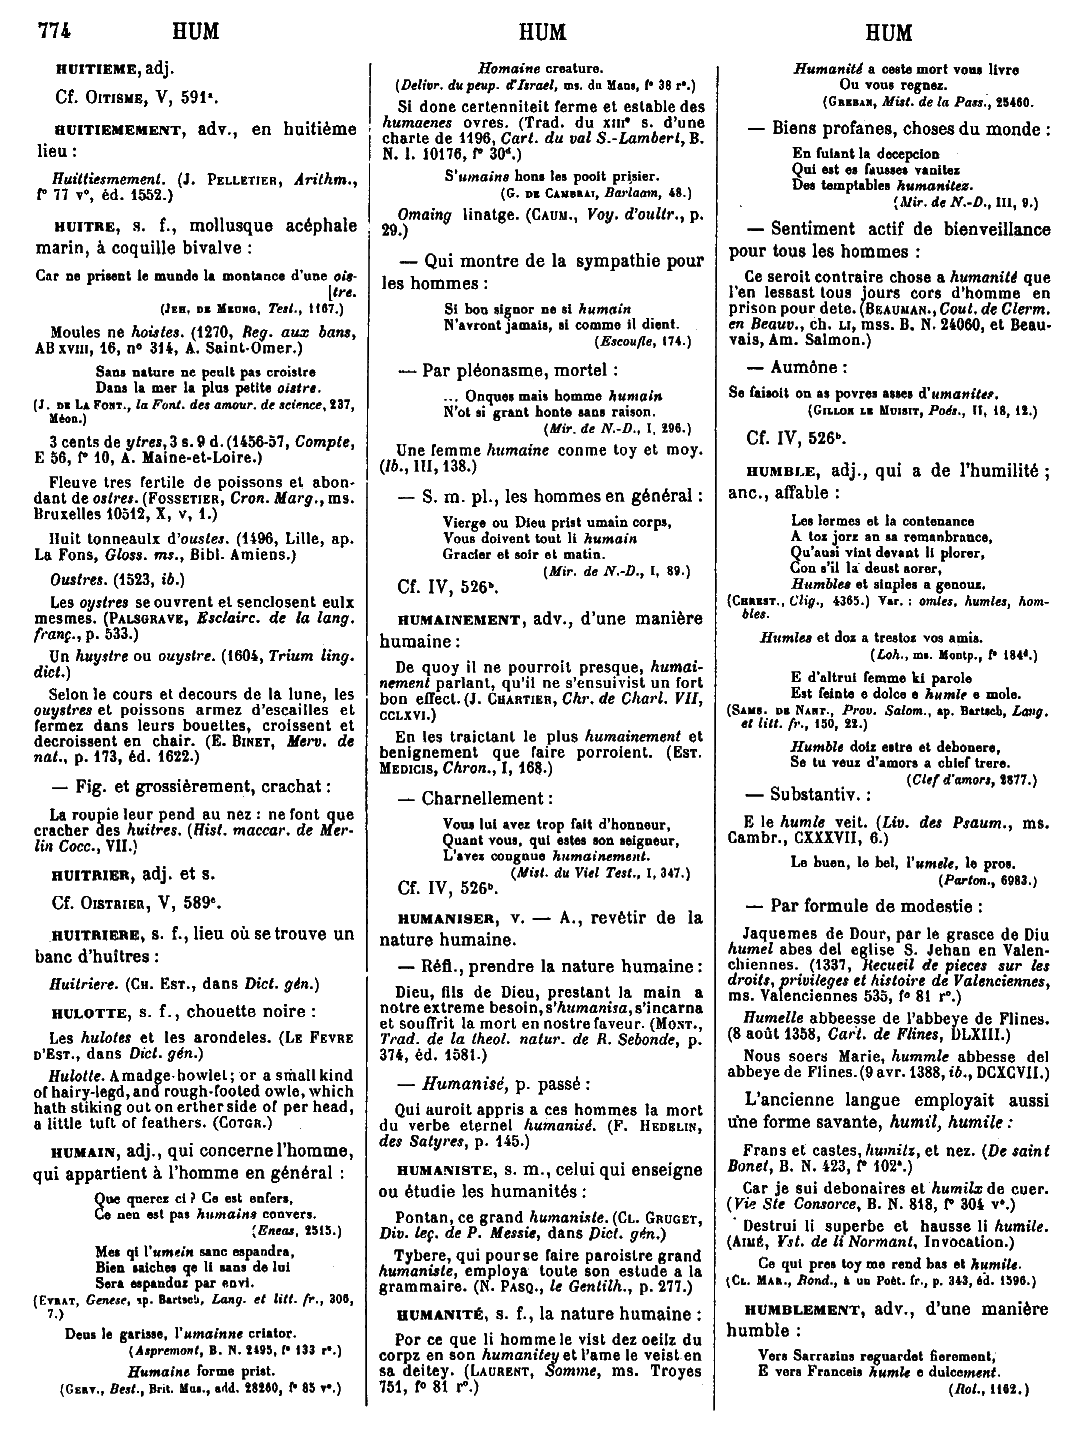 774 HUM HUM HUM
HUITIEME, adj.
Cf. OITISME, V, 591ᵃ.
HUITIEMEMENT, adv., en huitième
lieu :
Huittiesmement. (J. PELLETIER, Arithm.,
f° 77 v°, éd. 1552.)
HUITRE, s. f., mollusque acéphale
marin, à coquille bivalve :
Car ne prisent le munde la montance d'une ois-
[tre.
(JEH. DE MEUNG, Test., 1167.)
Moules ne hoistes. (1270, Reg. aux bans,
AB XVIII, 16, n° 314, A. Saint-Omer.)
Sans nature ne peult pas croistre
Dans la mer la plus petite oistre.
(J. DE LA FONT., la Font. des amour. de science, 237,
Méon.)
3 cents de ytres, 3 s. 9 d. (1456-57, Compte,
E 56, f° 10, A. Maine-et-Loire.)
Fleuve tres fertile de poissons et abon-
dant de ostres. (FOSSETIER, Cron. Marg., ms.
Bruxelles 10512, X, v, 1.)
Huit tonneaulx d'oustes. (1496, Lille, ap.
La Fons, Gloss. ms., Bibl. Amiens.)
Oustres. (1523, ib.)
Les oystres se ouvrent et senclosent eulx
mesmes. (PALSGRAVE, Esclairc. de la lang.
franç., p. 533.)
Un huystre ou ouystre. (1604, Trium ling.
dict.)
Selon le cours et decours de la lune, les
ouystres et poissons armez d'escailles et
fermez dans leurs bouettes, croissent et
decroissent en chair. (E. BINET, Merv. de
nat., p. 173, éd. 1622.)
— Fig. et grossièrement, crachat :
La roupie leur pend au nez : ne font que
cracher des huitres. (Hist. maccar. de Mer-
lin Cocc., VII.)
HUITRIER, adj. et s.
Cf. OISTRIER, V, 589ᶜ.
HUITRIERE, s. f., lieu où se trouve un
banc d'huîtres :
Huitriere. (CH. EST., dans Dict. gén.)
HULOTTE, s. f., chouette noire :
Les hulotes et les arondeles. (LE FEVRE
D'EST., dans Dict. gén.)
Hulotte. A madge-howlet; or a small kind
of hairy-legd, and rough-footed owle, which
hath stiking out on erther side of per head,
a little tuft of feathers. (COTGR.)
HUMAIN, adj., qui concerne l'homme,
qui appartient à l'homme en général :
Que querez ci ? Ce est enfers,
Ce nen est pas humains convers.
(Eneas, 2515.)
Mes qi l'umein sanc espandra,
Bien saiches qe li sans de lui
Sera espanduz par envi.
(EVRAT, Genese, ap. Bartsch, Lang. et litt. fr., 306,
7.)
Deus le garisse, l'umainne criator.
(Aspremont, B. N. 2495, f° 133 r°.)
Humaine forme prist.
(GERV., Best., Brit. Mus., add. 28260, f° 85 v°.)
Homaine creature.
(Delivr. du peup. d'Israel, ms. du Mans, f° 38 r°.)
Si done certenniteit ferme et estable des
humaenes ovres. (Trad. du XIIIᵉ s. d'une
charte de 1196, Cart. du val S.-Lambert, B.
N. l. 10176, f° 30ᵈ.)
S'umains hons les pooit prisier.
(G. DE CAMBRAI, Barlaam, 48.)
Omaing linatge. (CAUM., Voy. d'oultr., p.
29.)
— Qui montre de la sympathie pour
les hommes :
Si bon signor ne si humain
N'avront jamais, si comme il dient.
(Escoufle, 174.)
— Par pléonasme, mortel :
... Onques mais homme humain
N'ot si grant honte sans raison.
(Mir. de N.-D., I, 296.)
Une femme humaine conme toy et moy.
(Ib., III, 138.)
— S. m. pl., les hommes en général :
Vierge ou Dieu prist umain corps,
Vous doivent tout li humain
Gracier et soir et matin.
(Mir. de N.-D., I, 89.)
Cf. IV, 526ᵇ.
HUMAINEMENT, adv., d'une manière
humaine :
De quoy il ne pourroit presque, humai-
nement parlant, qu'il ne s'ensuivist un fort
bon effect. (J. CHARTIER, Chr. de Charl. VII,
CCLXVI.)
En les traictant le plus humainement et
benignement que faire porroient. (EST.
MEDICIS, Chron., I, 168.)
— Charnellement :
Vous lui avez trop fait d'honneur,
Quant vous, qui estes son seigneur,
L'avez congnue humainement.
(Mist. du Viel Test., I, 347.)
Cf. IV, 526ᵇ.
HUMANISER, v. — A., revêtir de la
nature humaine.
— Réfl., prendre la nature humaine :
Dieu, fils de Dieu, prestant la main a
notre extreme besoin, s'humanisa, s'incarna
et souffrit la mort en nostre faveur. (MONT.,
Trad. de la theol. natur. de R. Sebonde, p.
374, éd. 1581.)
— Humanisé, p. passé :
Qui auroit appris a ces hommes la mort
du verbe eternel humanisé. (F. HEDELIN,
des Satyres, p. 145.)
HUMANISTE, s. m., celui qui enseigne
ou étudie les humanités :
Pontan, ce grand humaniste. (CL. GRUGET,
Div. leç. de P. Messie, dans Dict. gén.)
Tybere, qui pour se faire paroistre grand
humaniste, employa toute son estude a la
grammaire. (N. PASQ., le Gentilh., p. 277.)
HUMANITÉ, s. f., la nature humaine :
Por ce que li homme le vist dez oeilz du
corpz en son humanitey et l'ame le veist en
sa deitey. (LAURENT, Somme, ms. Troyes
751, f° 81 r°.)
Humanité a ceste mort vous livre
Ou vous regnez.
(GREBAN, Mist. de la Pass., 25460.)
— Biens profanes, choses du monde :
En fuiant la decepcion
Qui est es fausses vanitez
Des temptables humanitez.
(Mir. de N.-D., III, 9.)
— Sentiment actif de bienveillance
pour tous les hommes :
Ce seroit contraire chose a humanité que
l'en lessast tous jours cors d'homme en
prison pour dete. (BEAUMAN., Cout. de Clerm.
en Beauv., ch. LI, mss. B. N. 24060, et Beau-
vais, Am. Salmon.)
— Aumône :
Se faisoit on as povres asses d'umanites.
(GILLON LE MUISIT, Poés., II, 18, 12.)
Cf. IV, 526ᵇ.
HUMBLE, adj., qui a de l'humilité ;
anc., affable :
Les lermes et la contenance
A toz jorz an sa remanbrance,
Qu'ausi vint devant li plorer,
Con s'il la deust aorer,
Humbles et sinples a genouz.
(CHREST., Clig., 4365.) Var. : omles, humles, hom-
bles.
Humles et doz a trestoz vos amis.
(Loh., ms. Montp., f° 184ᵈ.)
E d'altrui femme ki parole
Est feinte e dolce e humle e mole.
(SAMS. DE NANT., Prov. Salom., ap. Bartsch, Lang.
et litt. fr., 150, 22.)
Humble doiz estre et debonere,
Se tu veuz d'amors a chief trere.
(Clef d'amors, 2877.)
— Substantiv. :
E le humle veit. (Liv. des Psaum., ms.
Cambr., CXXXVII, 6.)
Le buen, le bel, l'umele, le pros.
(Parton., 6983.)
— Par formule de modestie :
Jaquemes de Dour, par le grasce de Diu
humel abes del eglise S. Jehan en Valen-
chiennes. (1337, Recueil de pieces sur les
droits, privileges et histoire de Valenciennes,
ms. Valenciennes 535, f° 81 r°.)
Humelle abbeesse de l'abbeye de Flines.
(8 août 1358, Cart. de Flines, DLXIII.)
Nous soers Marie, hummle abbesse del
abbeye de Flines. (9 avr. 1388, ib., DCXCVII.)
L'ancienne langue employait aussi
une forme savante, humil, humile :
Frans et castes, humilz, et nez. (De saint
Bonet, B. N. 423, f° 102ᵃ.)
Car je sui debonaires et humilx de cuer.
(Vie Ste Consorce, B. N. 818, f° 304 v°.)
Destrui li superbe et hausse li humile.
(AIMÉ, Yst. de li Normant, Invocation.)
Ce qui pres toy me rend bas et humile.
(CL. MAR., Rond., à un Poët. fr., p. 343, éd. 1596.)
HUMBLEMENT, adv., d'une manière
humble :
Vers Sarrazins reguardet fierement,
E vers Franceis humle e dulcement.
(Rol., 1162.)